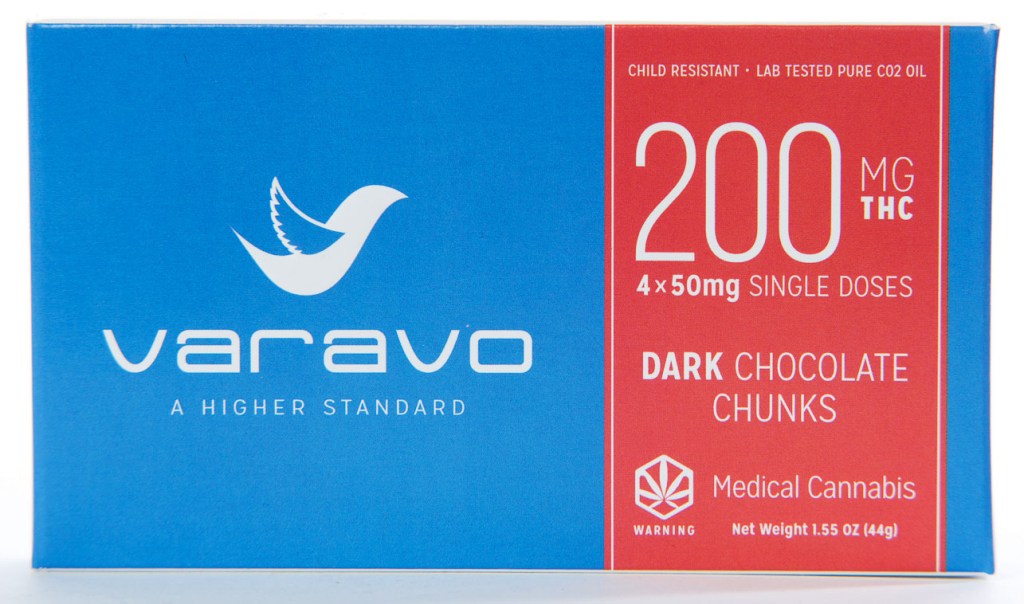 varavo
A HIGHER STANDARD
CHILD RESISTANT • LAB TESTED PURE CO2 OIL
200 MG THC
4 x 50mg SINGLE DOSES
DARK CHOCOLATE
CHUNKS
WARNING
Medical Cannabis
Net Weight 1.55 OZ (44g)